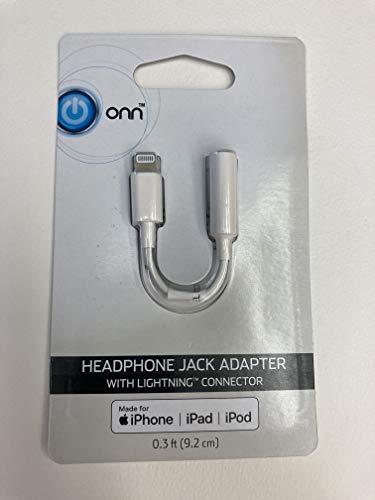 onn™
HEADPHONE JACK ADAPTER
WITH LIGHTNING™ CONNECTOR
Made for
iPhone | iPad | iPod
0.3 ft (9.2 cm)